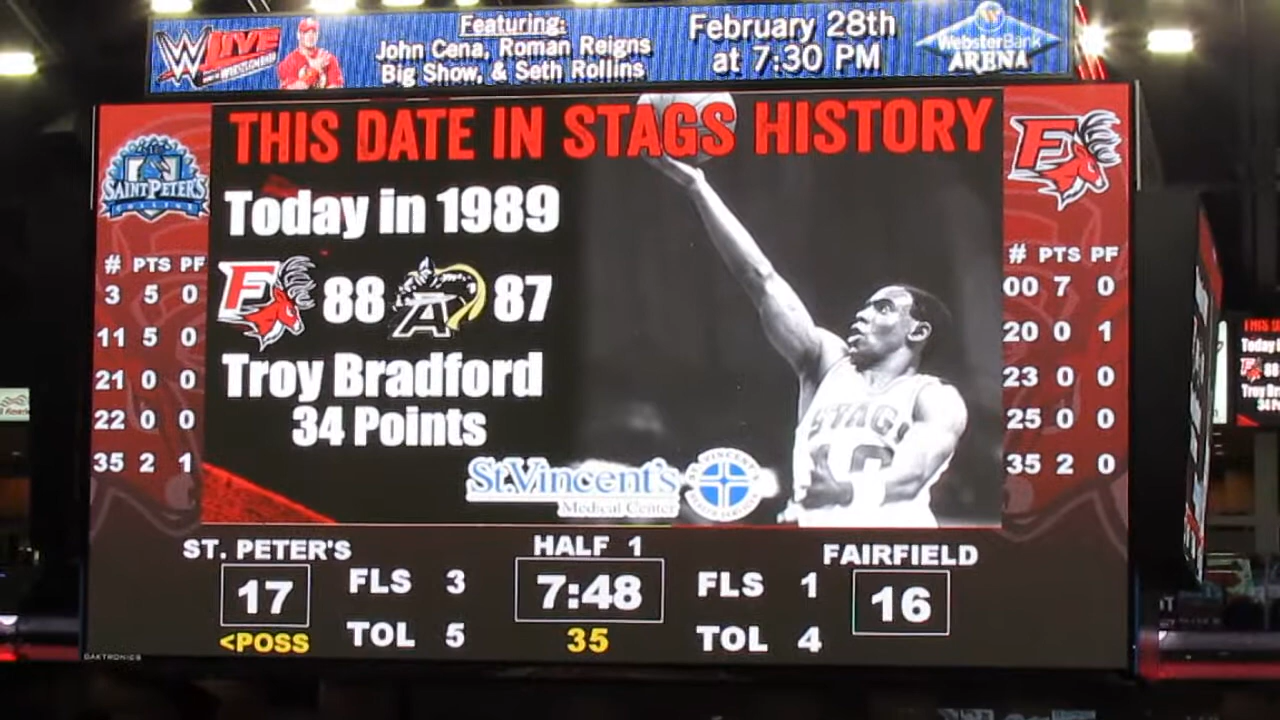 W LIVE
Featuring:
John Cena, Roman Reigns
Big Show, & Seth Rollins
February 28th
at 7:30 PM
WebsterBank
ARENA
THIS DATE IN STAGS HISTORY
SAINT PETER'S
COLLEGE
F
Today in 1989
F 88 A 87
Troy Bradford
34 Points
STAGS
St.Vincent's
Medical Center
# PTS PF
3 5 0
11 5 0
21 0 0
22 0 0
35 2 1
# PTS PF
00 7 0
20 0 1
23 0 0
25 0 0
35 2 0
ST. PETER'S
17
<POSS
FLS 3
TOL 5
HALF 1
7:48
35
FLS 1
TOL 4
FAIRFIELD
16
DAKTRONICS